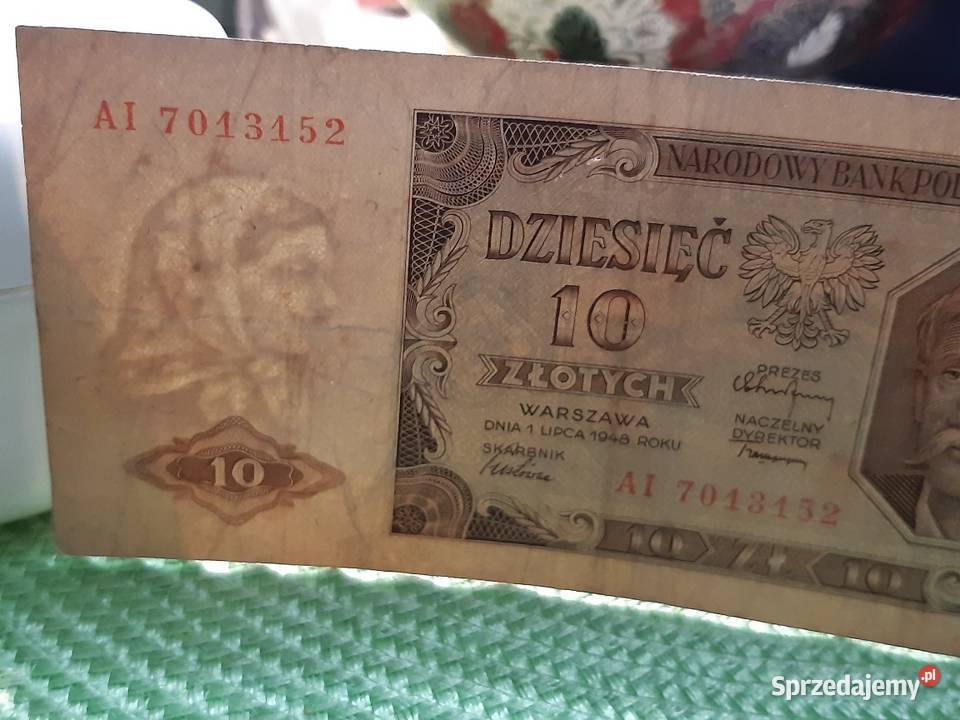 AI 7013152
NARODOWY BANK POL
DZIESIĘĆ
10
ZŁOTYCH
WARSZAWA
DNIA 1 LIPCA 1948 ROKU
PREZES
NACZELNY
DYREKTOR
SKARBNIK
AI 7013152
10
10 ZŁ 10
Sprzedajemy.pl